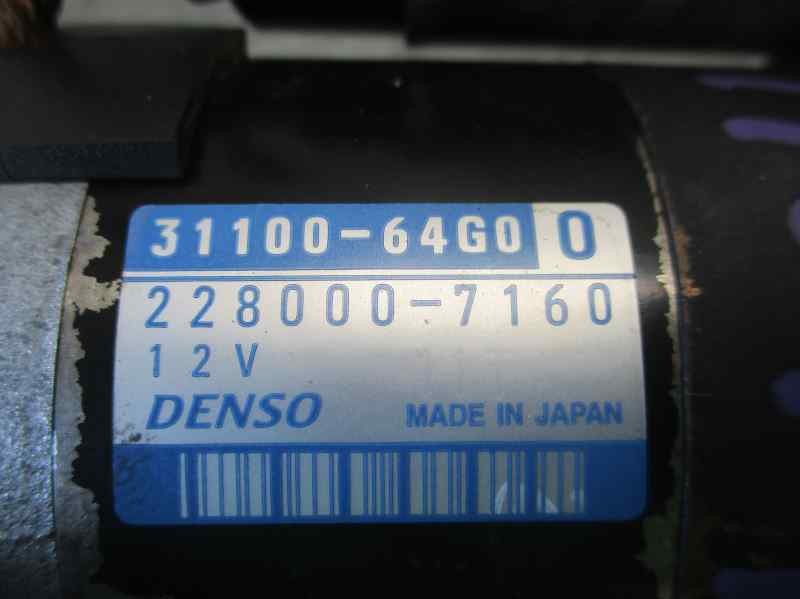 31100-64G0 0
228000-7160
12V
DENSO MADE IN JAPAN